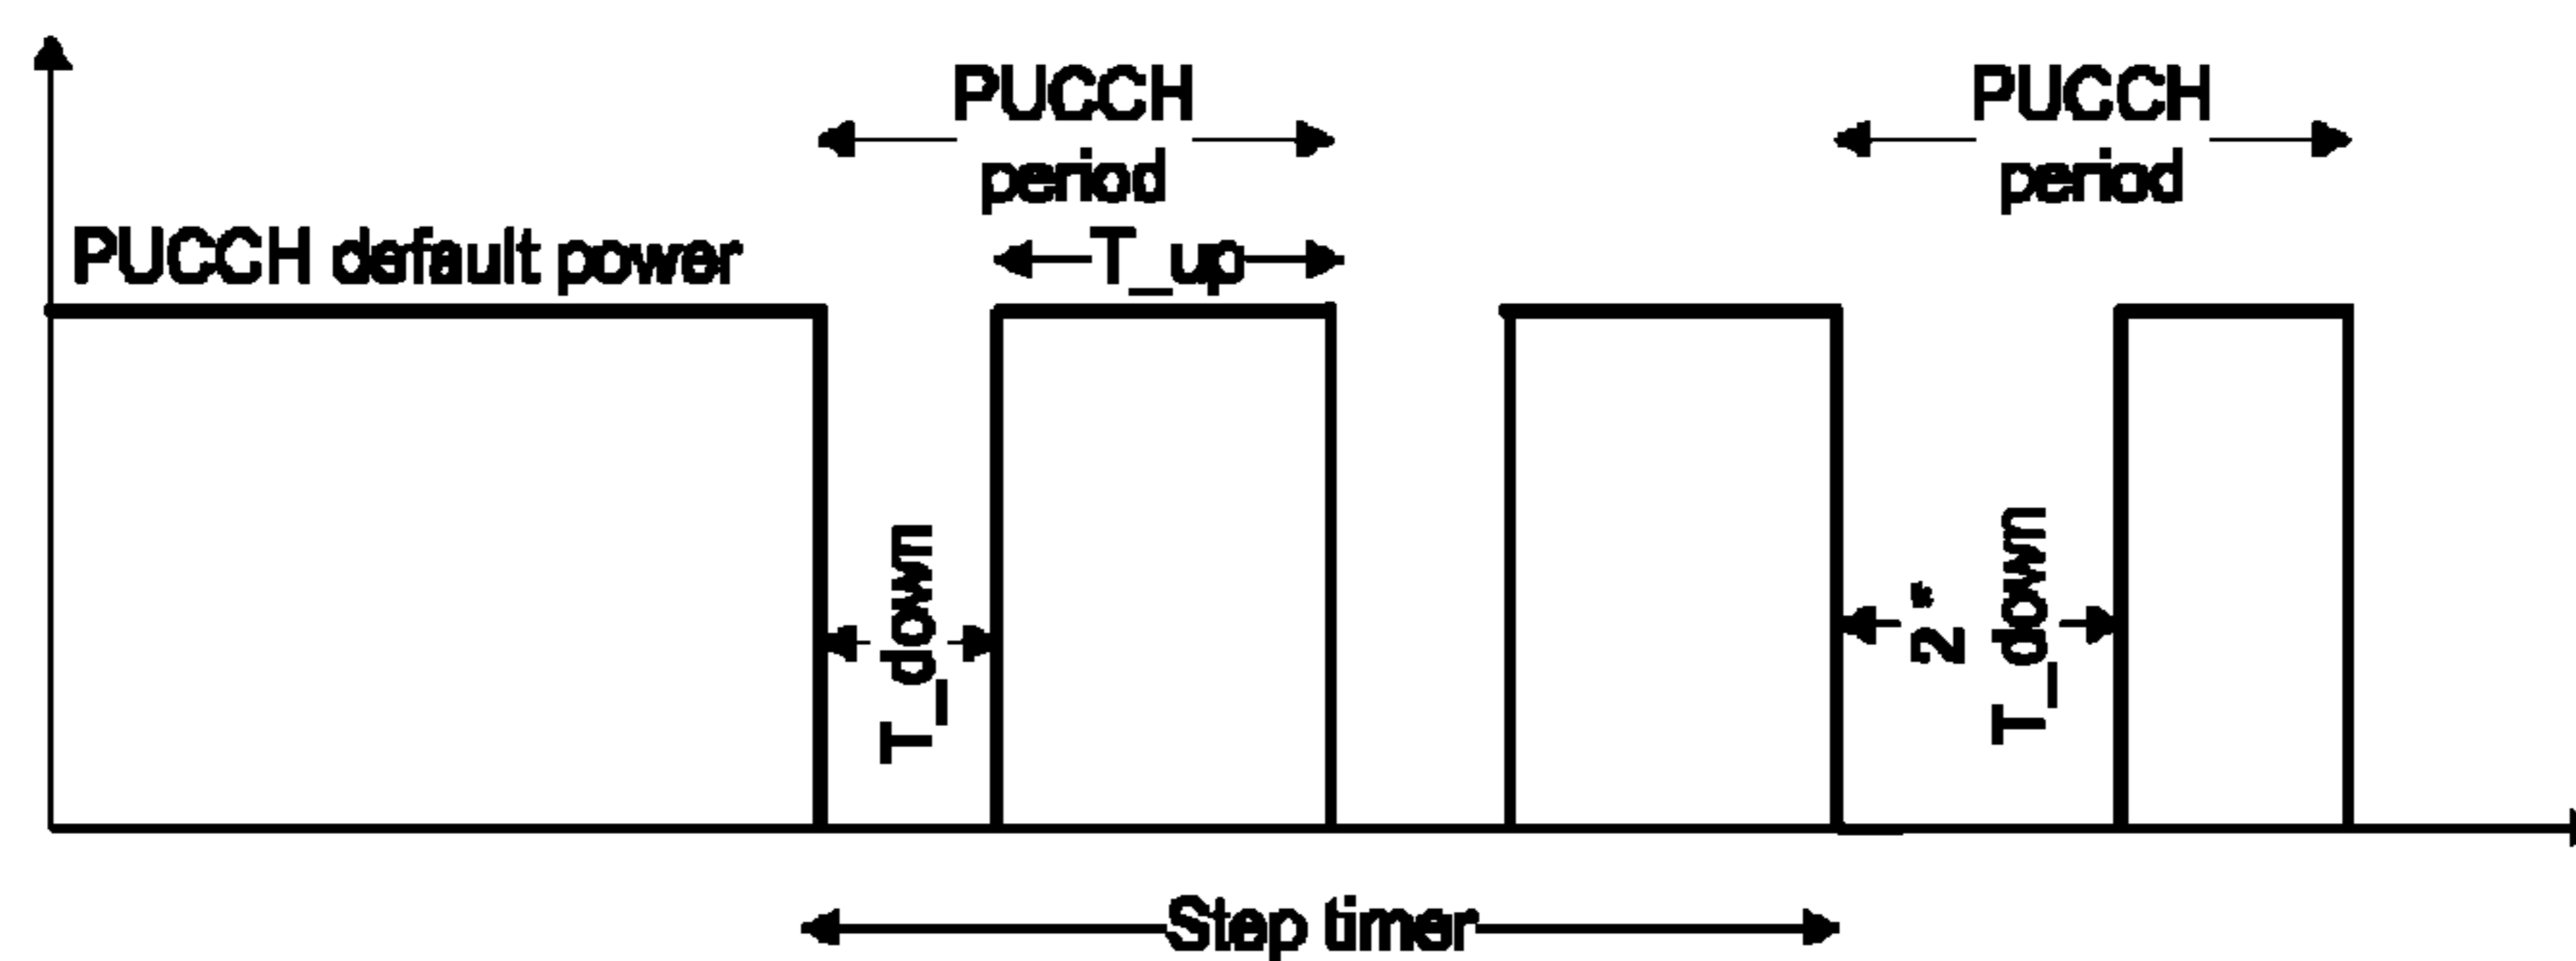 PUCCH
period
PUCCH
period
PUCCH default power
T_up
T_down
2 *
T_down
Step timer